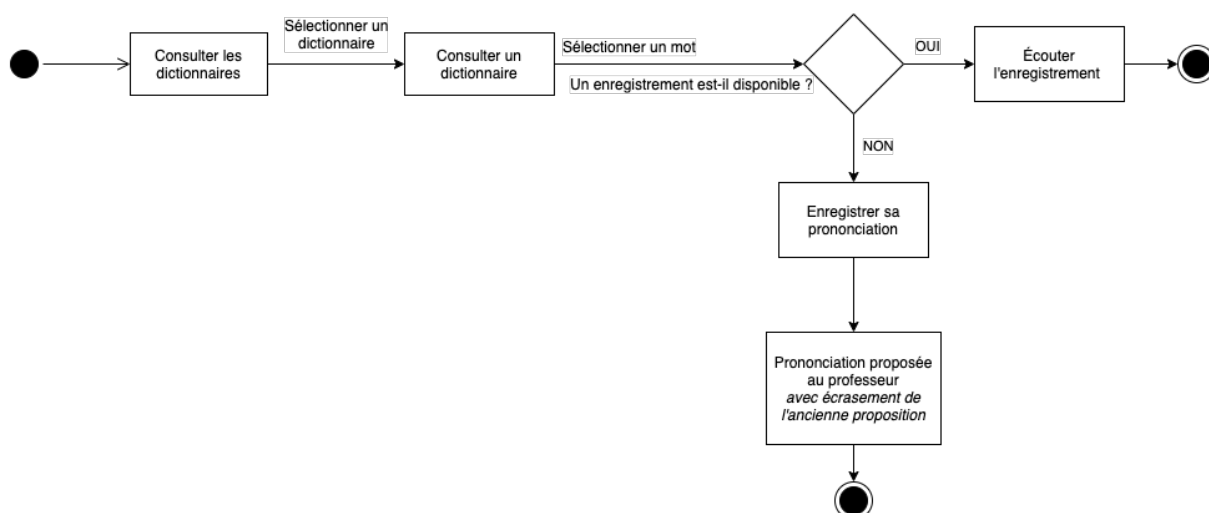 Consulter les
dictionnaires
Sélectionner un
dictionnaire
Consulter un
dictionnaire
Sélectionner un mot
Un enregistrement est-il disponible ?
OUI
Écouter
l'enregistrement
NON
Enregistrer sa
prononciation
Prononciation proposée
au professeur
avec écrasement de
l'ancienne proposition